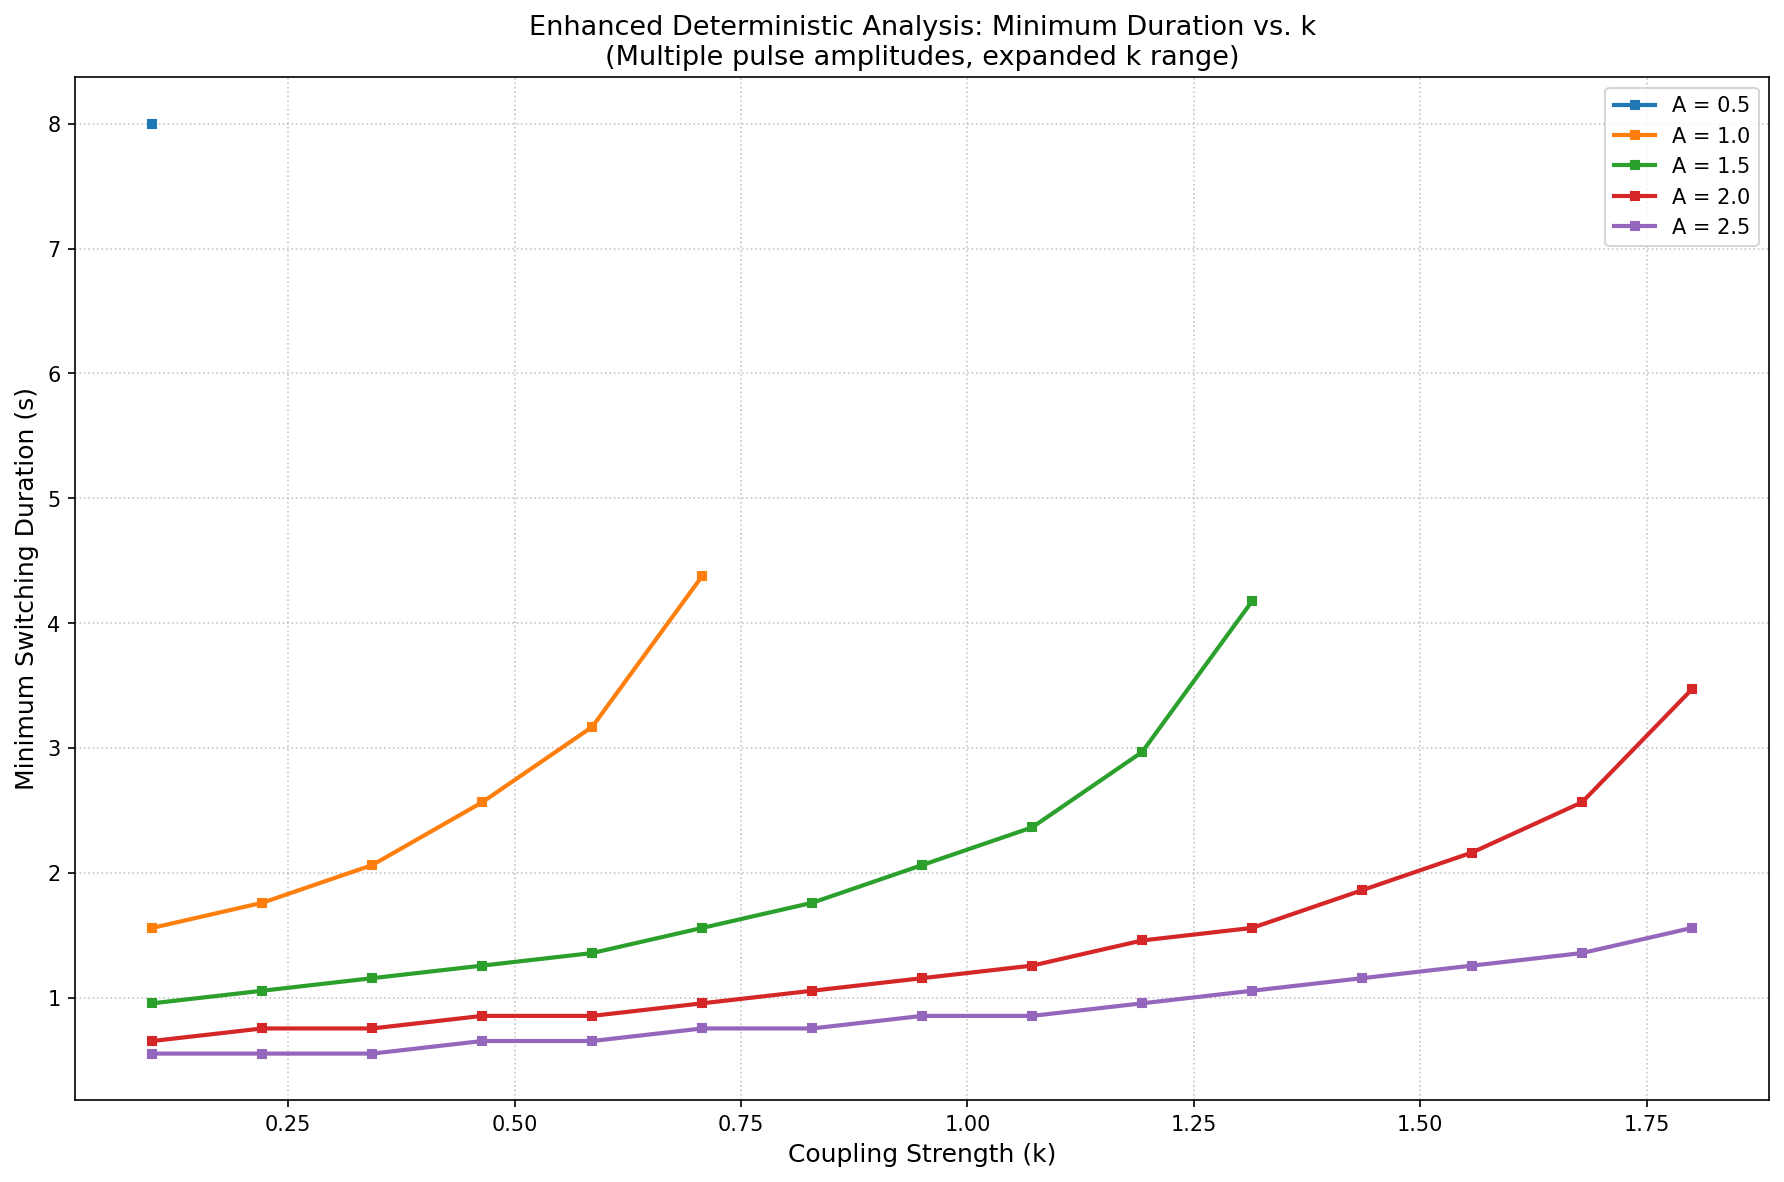 Enhanced Deterministic Analysis: Minimum Duration vs. k
(Multiple pulse amplitudes, expanded k range)
A = 0.5
A = 1.0
A = 1.5
A = 2.0
A = 2.5
Minimum Switching Duration (s)
8
7
6
5
4
3
2
1
0.25 0.50 0.75 1.00 1.25 1.50 1.75
Coupling Strength (k)